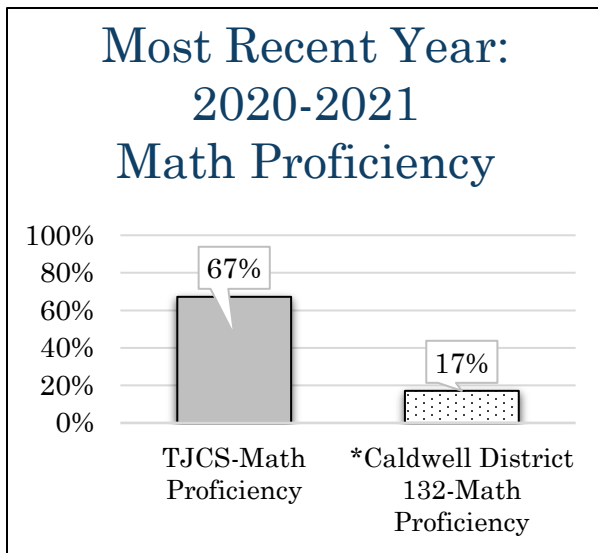 Most Recent Year:
2020-2021
Math Proficiency
100%
80%
60%
40%
20%
0%
67%
17%
TJCS-Math
Proficiency
*Caldwell District
132-Math
Proficiency